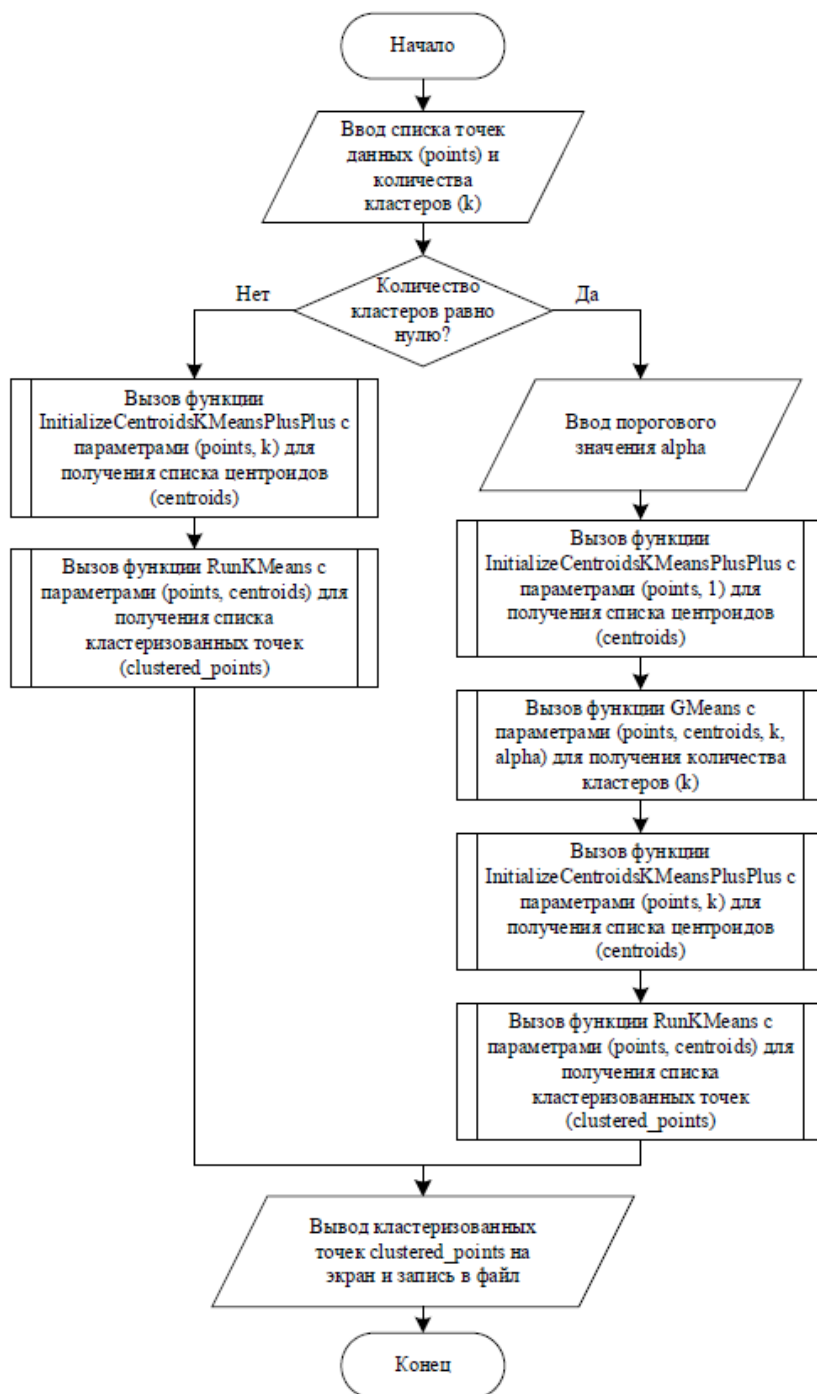 Начало
Ввод списка точек
данных (points) и
количества
кластеров (k)
Количество
кластеров равно
нулю?
Нет
Да
Вызов функции
InitializeCentroidsKMeansPlusPlus с
параметрами (points, k) для
получения списка центроидов
(centroids)
Вызов функции RunKMeans с
параметрами (points, centroids) для
получения списка
кластеризованных точек
(clustered_points)
Ввод порогового
значения alpha
Вызов функции
InitializeCentroidsKMeansPlusPlus с
параметрами (points, 1) для
получения списка центроидов
(centroids)
Вызов функции GMeans с
параметрами (points, centroids, k,
alpha) для получения количества
кластеров (k)
Вызов функции
InitializeCentroidsKMeansPlusPlus с
параметрами (points, k) для
получения списка центроидов
(centroids)
Вызов функции RunKMeans с
параметрами (points, centroids) для
получения списка
кластеризованных точек
(clustered_points)
Вывод кластеризованных
точек clustered_points на
экран и запись в файл
Конец